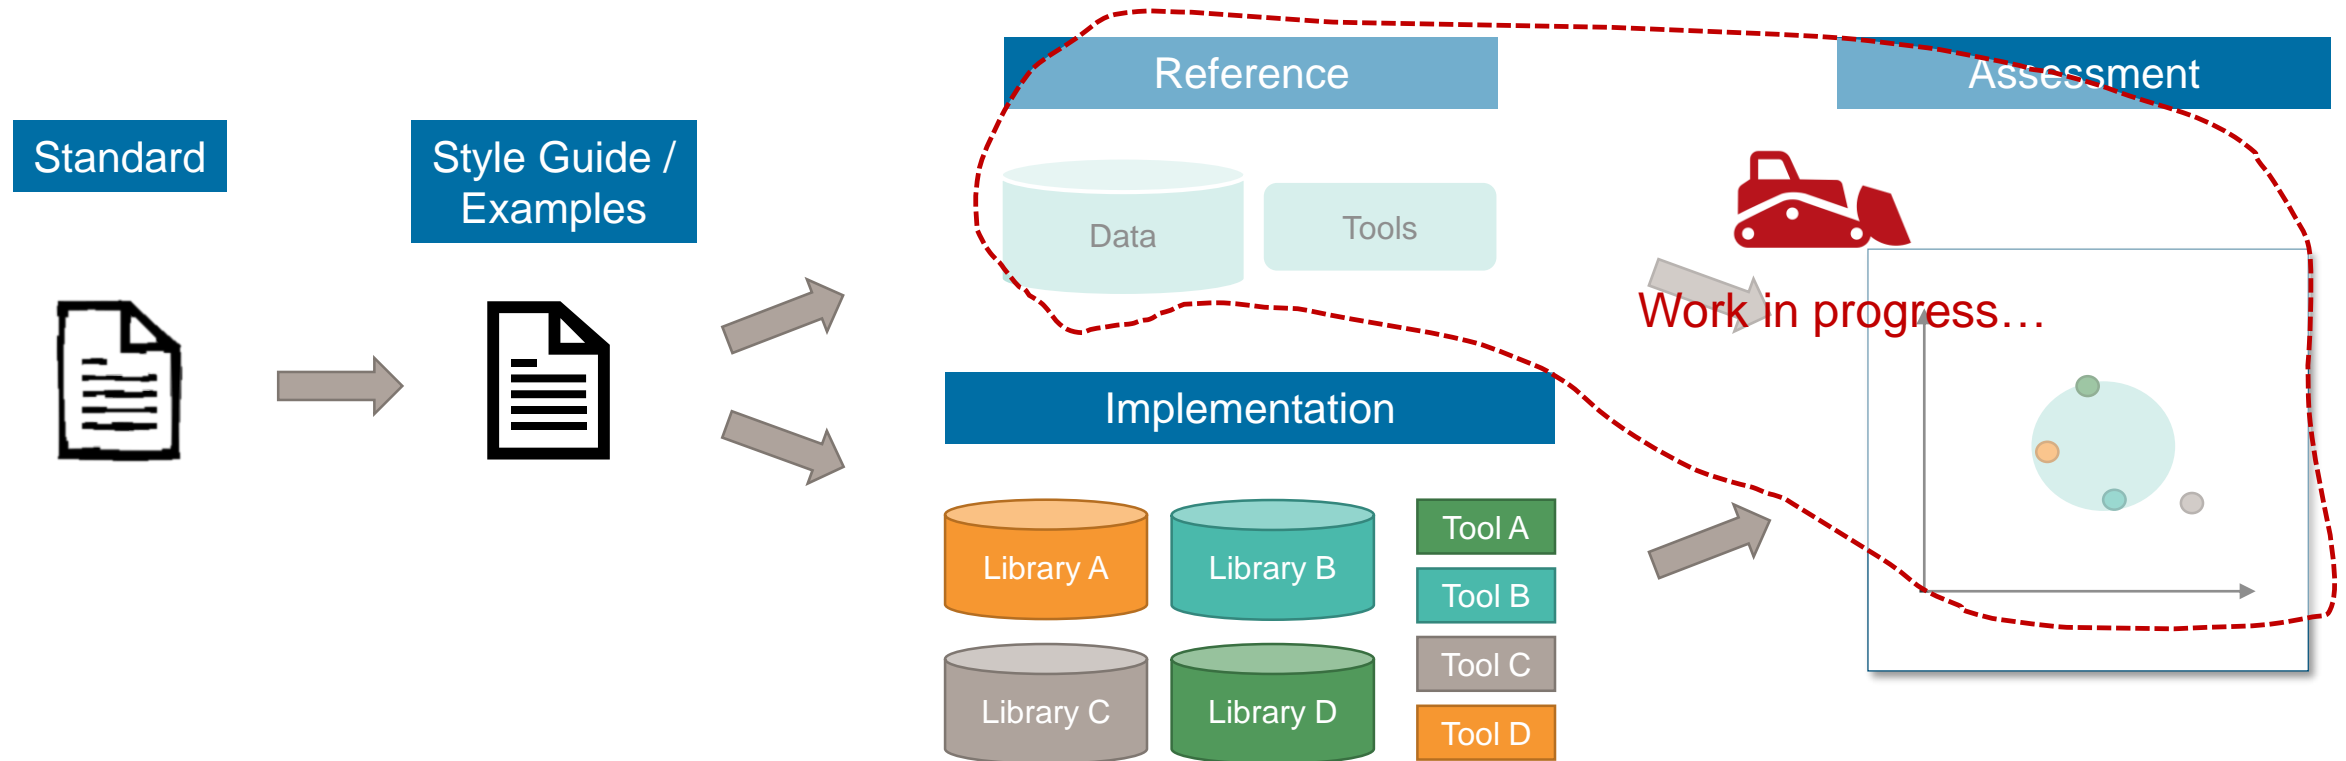 Standard
Style Guide /
Examples
Reference
Data
Tools
Assessment
Work in progress…
Implementation
Library A
Library B
Library C
Library D
Tool A
Tool B
Tool C
Tool D